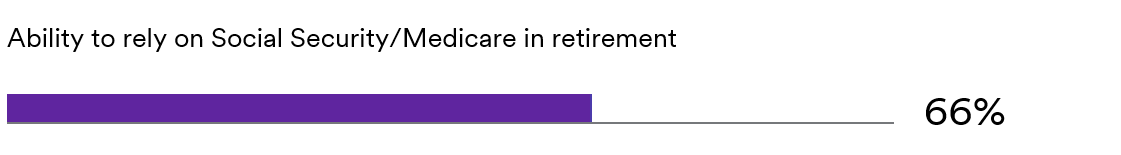 Ability to rely on Social Security/Medicare in retirement
66%